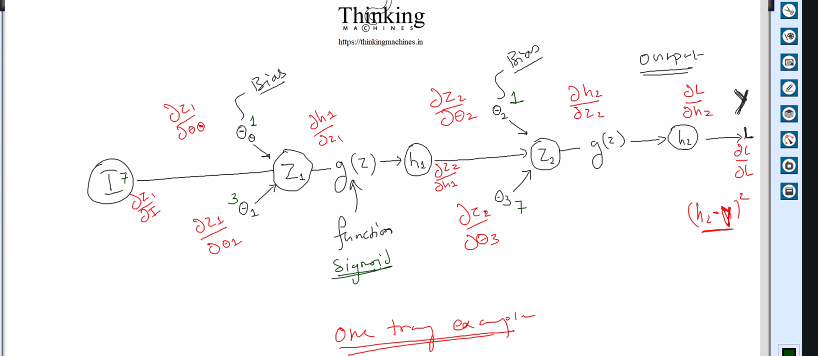 Thinking
MACHINES
https://thinkingmachines.in
Bias
Bias
Output
∂Z1/∂θ0
1
θ0
∂h1/∂z1
∂Z2/∂θ2
1
θ2
∂h2/∂z2
∂L/∂h2
Y
I 7
Z1
g(z)
h1
Z2
g(z)
h2
L
∂Z1/∂I
∂Z2/∂h1
∂L/∂L
3
θ1
∂Z1/∂θ1
function
sigmoid
θ3
7
∂Z2/∂θ3
(h2-Y)²
One